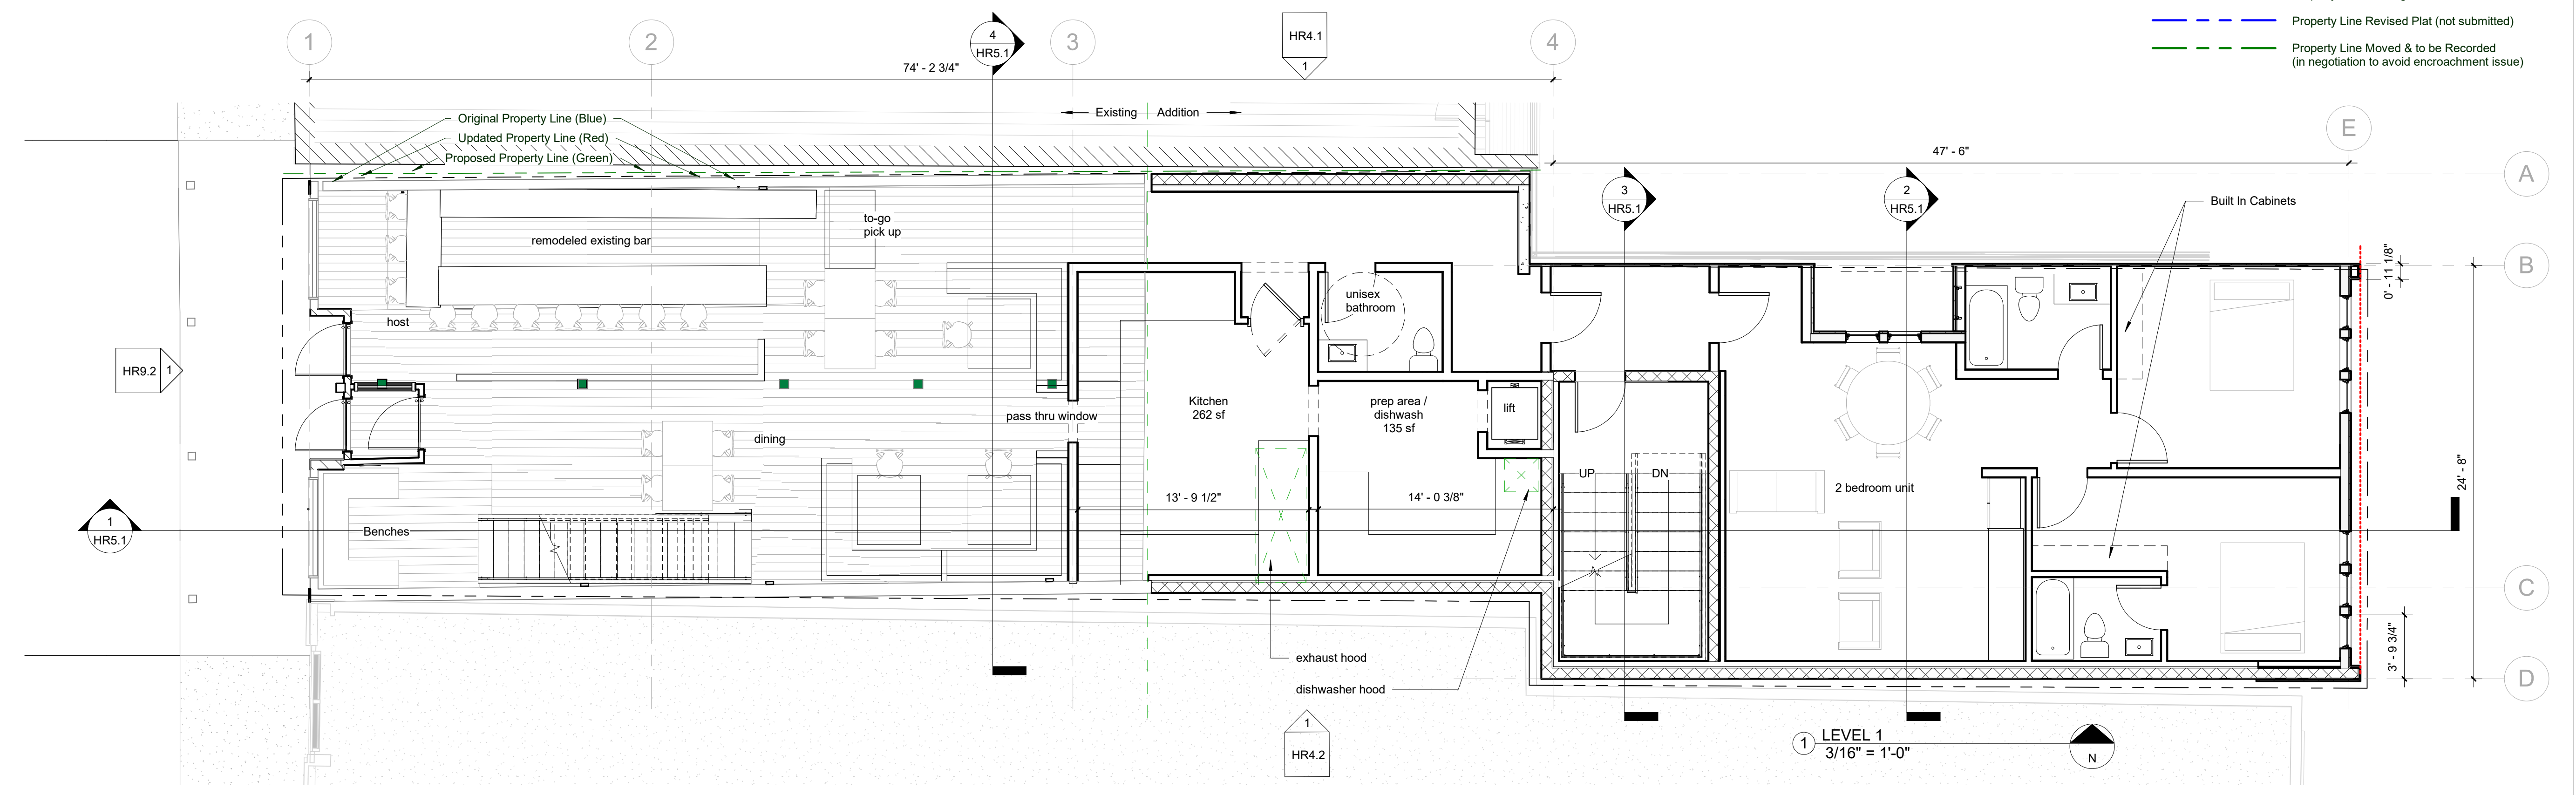 Property Line Revised Plat (not submitted)
Property Line Moved & to be Recorded
(in negotiation to avoid encroachment issue)
1
2
4
HR5.1
3
HR4.1
1
4
74' - 2 3/4"
Existing
Addition
E
Original Property Line (Blue)
Updated Property Line (Red)
Proposed Property Line (Green)
47' - 6"
A
3
HR5.1
2
HR5.1
Built In Cabinets
to-go
pick up
remodeled existing bar
B
0' - 11 1/8"
unisex
bathroom
host
HR9.2
1
Kitchen
262 sf
prep area /
dishwash
135 sf
lift
pass thru window
dining
UP
DN
24' - 8"
2 bedroom unit
13' - 9 1/2"
14' - 0 3/8"
1
HR5.1
Benches
C
3' - 9 3/4"
exhaust hood
dishwasher hood
D
1
HR4.2
1
LEVEL 1
3/16" = 1'-0"
N